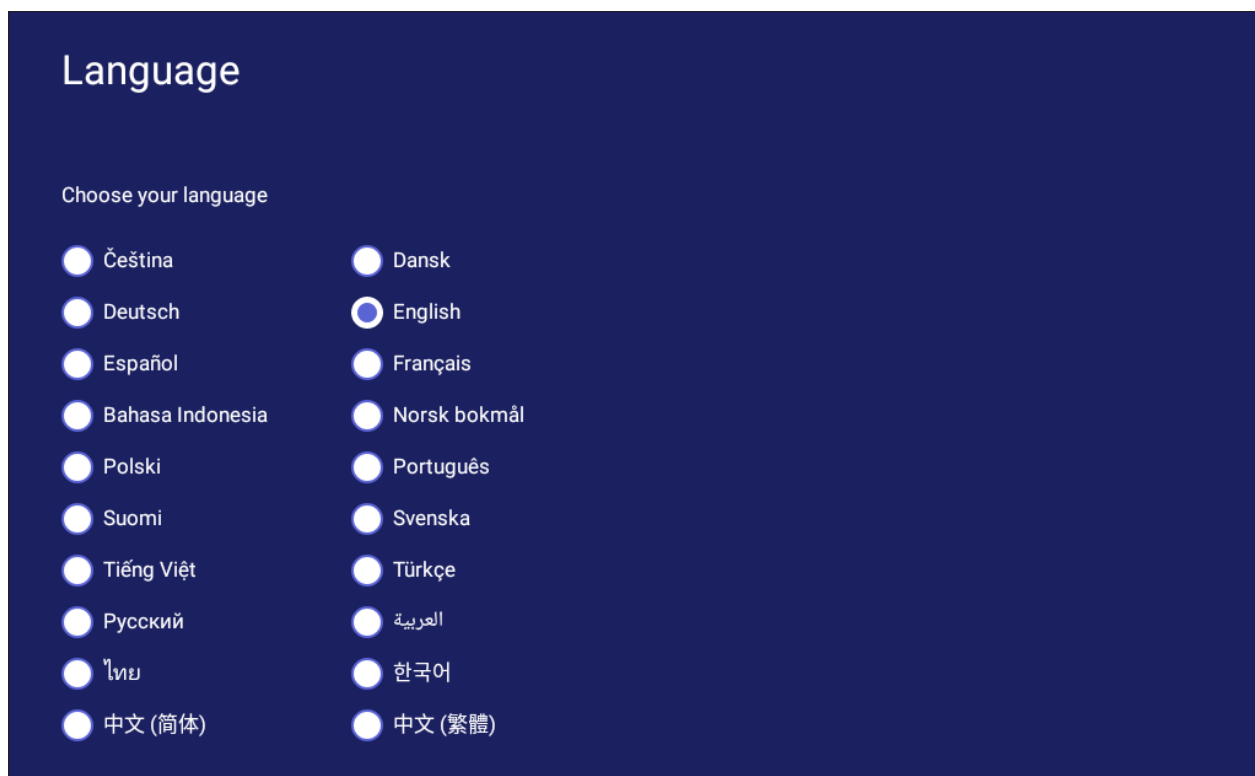 Language
Choose your language
Čeština Dansk
Deutsch English
Español Français
Bahasa Indonesia Norsk bokmål
Polski Português
Suomi Svenska
Tiếng Việt Türkçe
Русский العربية
ไทย 한국어
中文 (简体) 中文 (繁體)